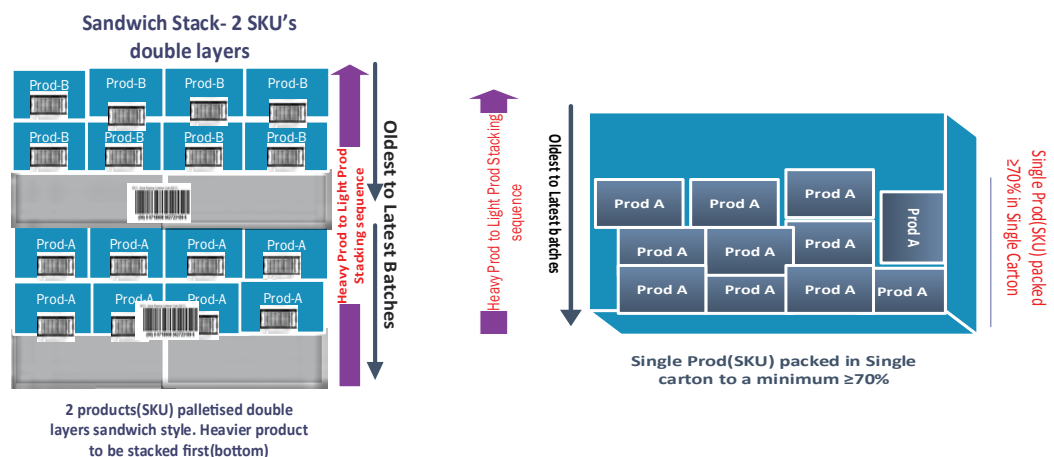 Sandwich Stack- 2 SKU's
double layers
Prod-B Prod-B Prod-B Prod-B
Prod-B Prod-B Prod-B Prod-B
Prod-A Prod-A Prod-A Prod-A
Prod-A Prod-A Prod-A Prod-A
Heavy Prod to Light Prod
Stacking sequence
Oldest to Latest Batches
2 products(SKU) palletised double
layers sandwich style. Heavier product
to be stacked first(bottom)
Heavy Prod to Light Prod Stacking
sequence
Oldest to Latest batches
Prod A Prod A Prod A Prod A
Prod A Prod A Prod A
Prod A Prod A Prod A Prod A
Single Prod(SKU) packed
≥70% in Single
Carton
Single Prod(SKU) packed in Single
carton to a minimum ≥70%